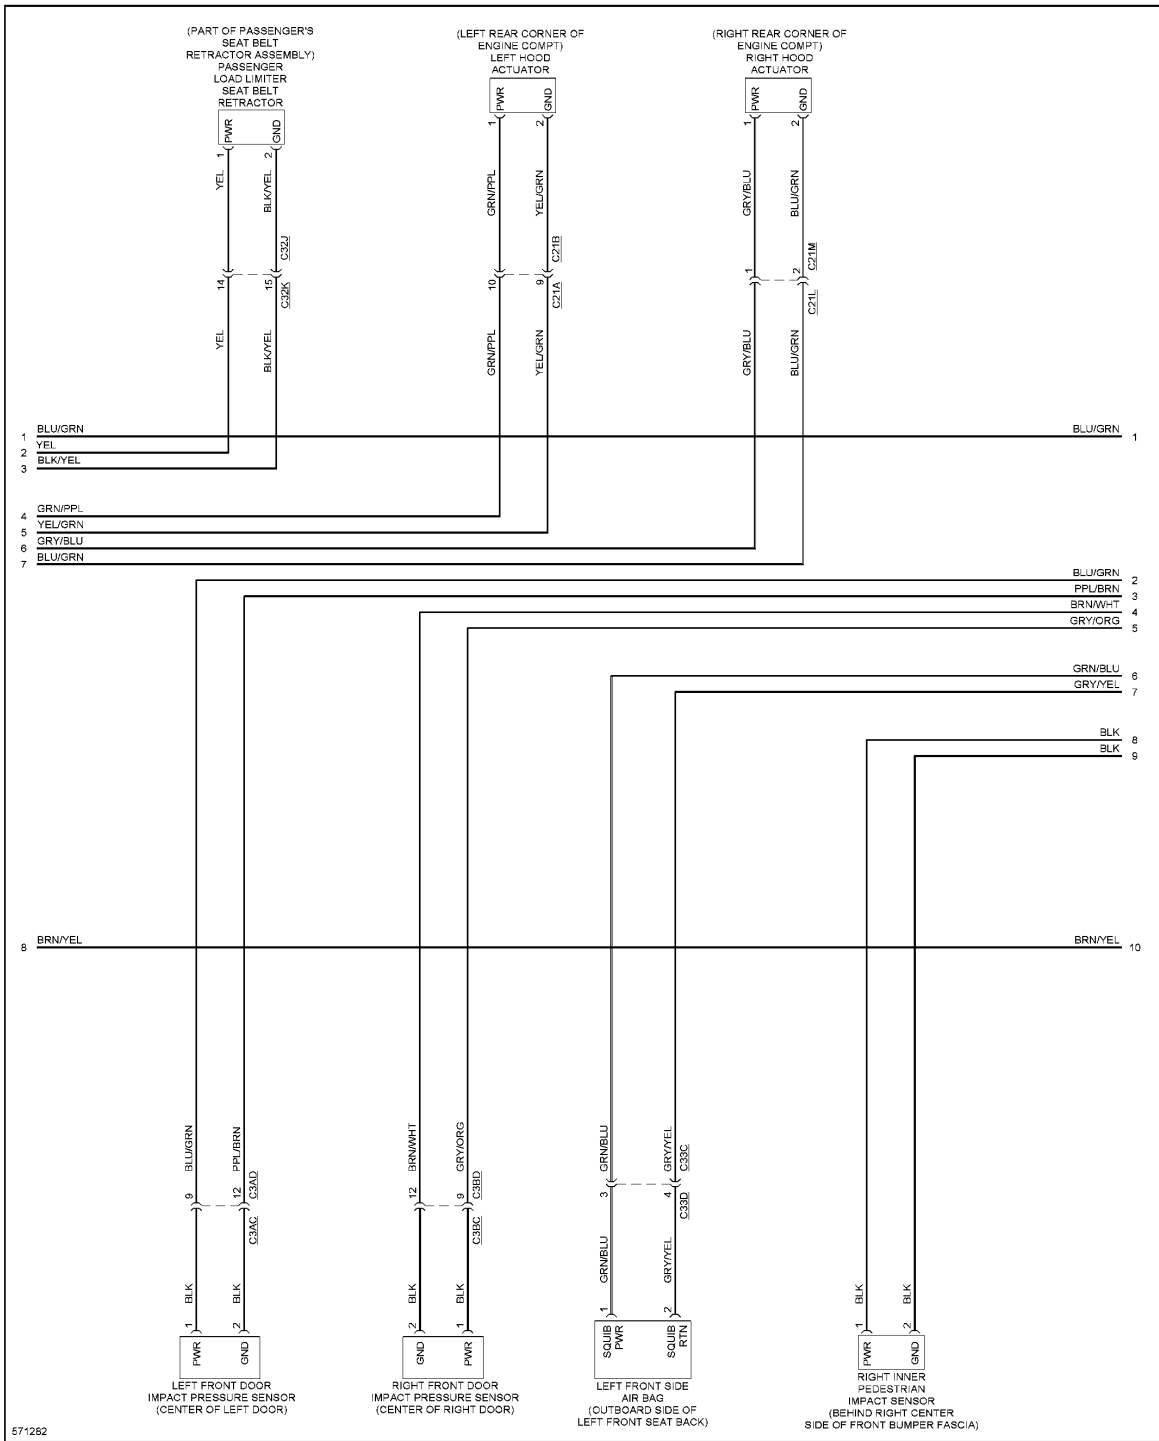 (PART OF PASSENGER'S
SEAT BELT
RETRACTOR ASSEMBLY)
PASSENGER
LOAD LIMITER
SEAT BELT
RETRACTOR
(LEFT REAR CORNER OF
ENGINE COMPT)
LEFT HOOD
ACTUATOR
(RIGHT REAR CORNER OF
ENGINE COMPT)
RIGHT HOOD
ACTUATOR
PWR
GND
PWR
GND
PWR
GND
1
2
1
2
1
2
YEL
BLK/YEL
GRN/PPL
YEL/GRN
GRY/BLU
BLU/GRN
C32J
C21B
C21M
1
2
14
15
C32K
10
9
C21A
C21L
YEL
BLK/YEL
GRN/PPL
YEL/GRN
GRY/BLU
BLU/GRN
1 BLU/GRN
BLU/GRN 1
2 YEL
3 BLK/YEL
4 GRN/PPL
5 YEL/GRN
6 GRY/BLU
7 BLU/GRN
BLU/GRN 2
PPL/BRN 3
BRN/WHT 4
GRY/ORG 5
GRN/BLU 6
GRY/YEL 7
BLK 8
BLK 9
8 BRN/YEL
BRN/YEL 10
BLU/GRN
PPL/BRN
BRN/WHT
GRY/ORG
GRN/BLU
GRY/YEL
C33C
9
12
C3AD
12
9
C3BD
3
4
C33D
C3AC
C3BC
BLK
BLK
BLK
BLK
GRN/BLU
GRY/YEL
BLK
BLK
1
2
2
1
1
2
1
2
PWR
GND
GND
PWR
SQUIB
PWR
SQUIB
RTN
PWR
GND
LEFT FRONT DOOR
IMPACT PRESSURE SENSOR
(CENTER OF LEFT DOOR)
RIGHT FRONT DOOR
IMPACT PRESSURE SENSOR
(CENTER OF RIGHT DOOR)
LEFT FRONT SIDE
AIR BAG
(OUTBOARD SIDE OF
LEFT FRONT SEAT BACK)
RIGHT INNER
PEDESTRIAN
IMPACT SENSOR
(BEHIND RIGHT CENTER
SIDE OF FRONT BUMPER FASCIA)
571282